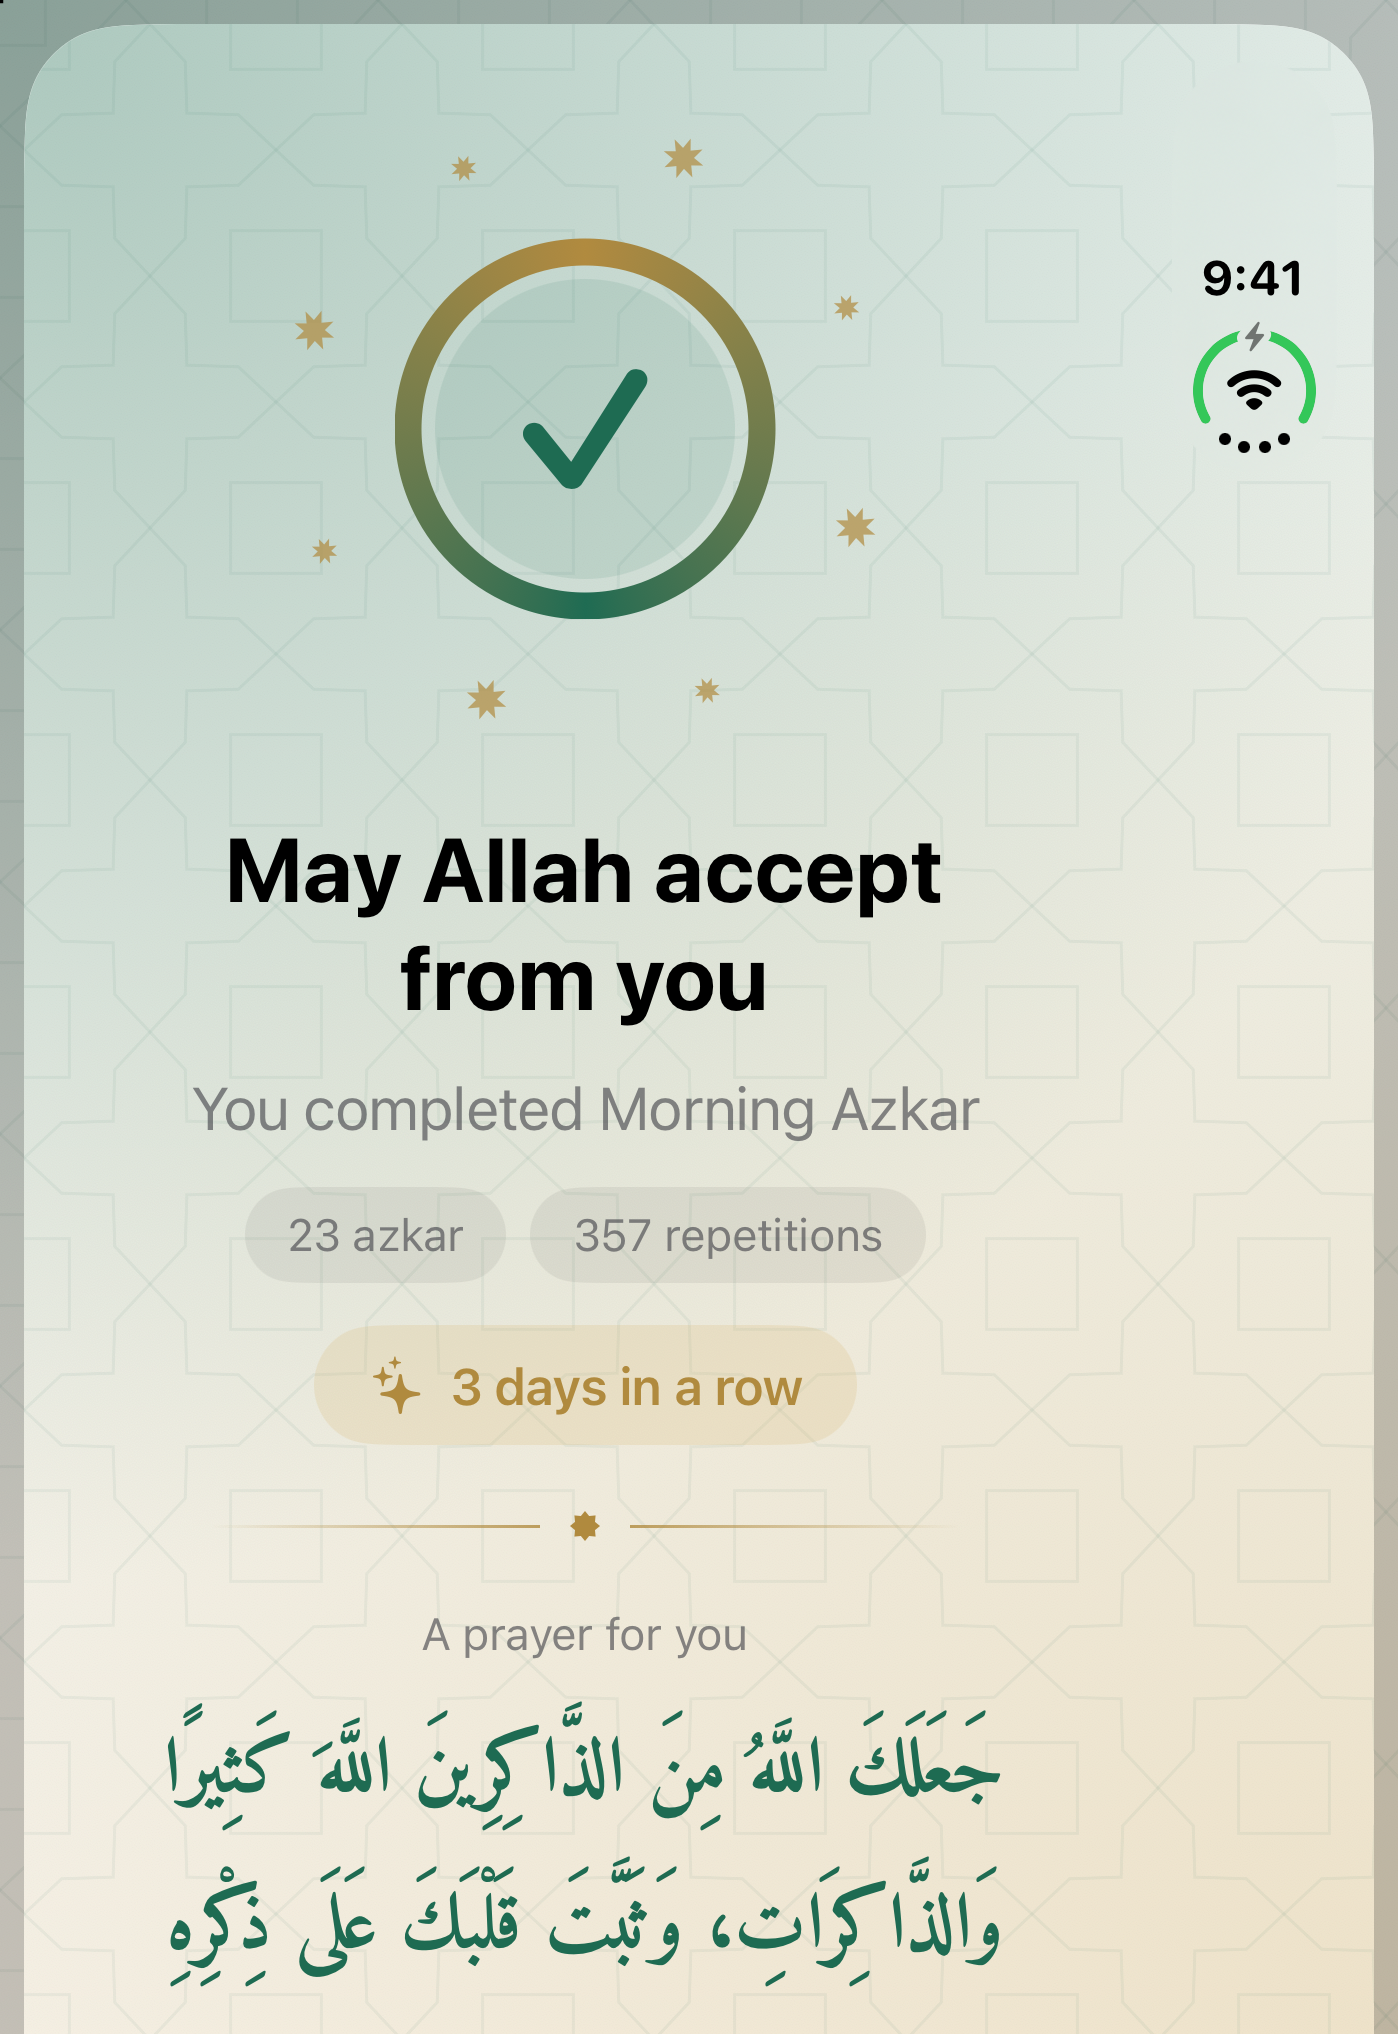 9:41
May Allah accept
from you
You completed Morning Azkar
23 azkar
357 repetitions
3 days in a row
A prayer for you
جَعَلَكَ اللَّهُ مِنَ الذَّاكِرِينَ اللَّهَ كَثِيرًا
وَالذَّاكِرَاتِ، وَثَبَّتَ قَلْبَكَ عَلَى ذِكْرِهِ